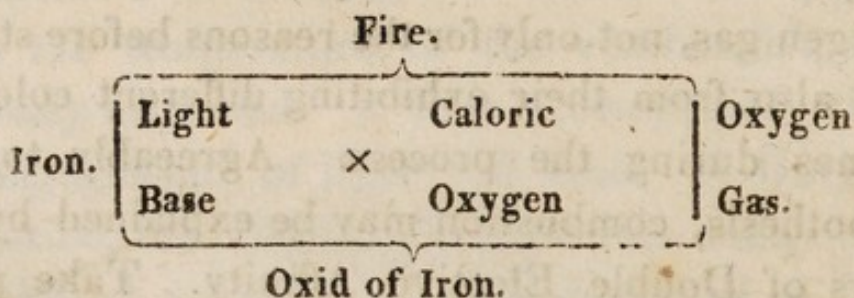 Fire.
Light Caloric Oxygen
Iron. ×
Base Oxygen Gas.
Oxid of Iron.